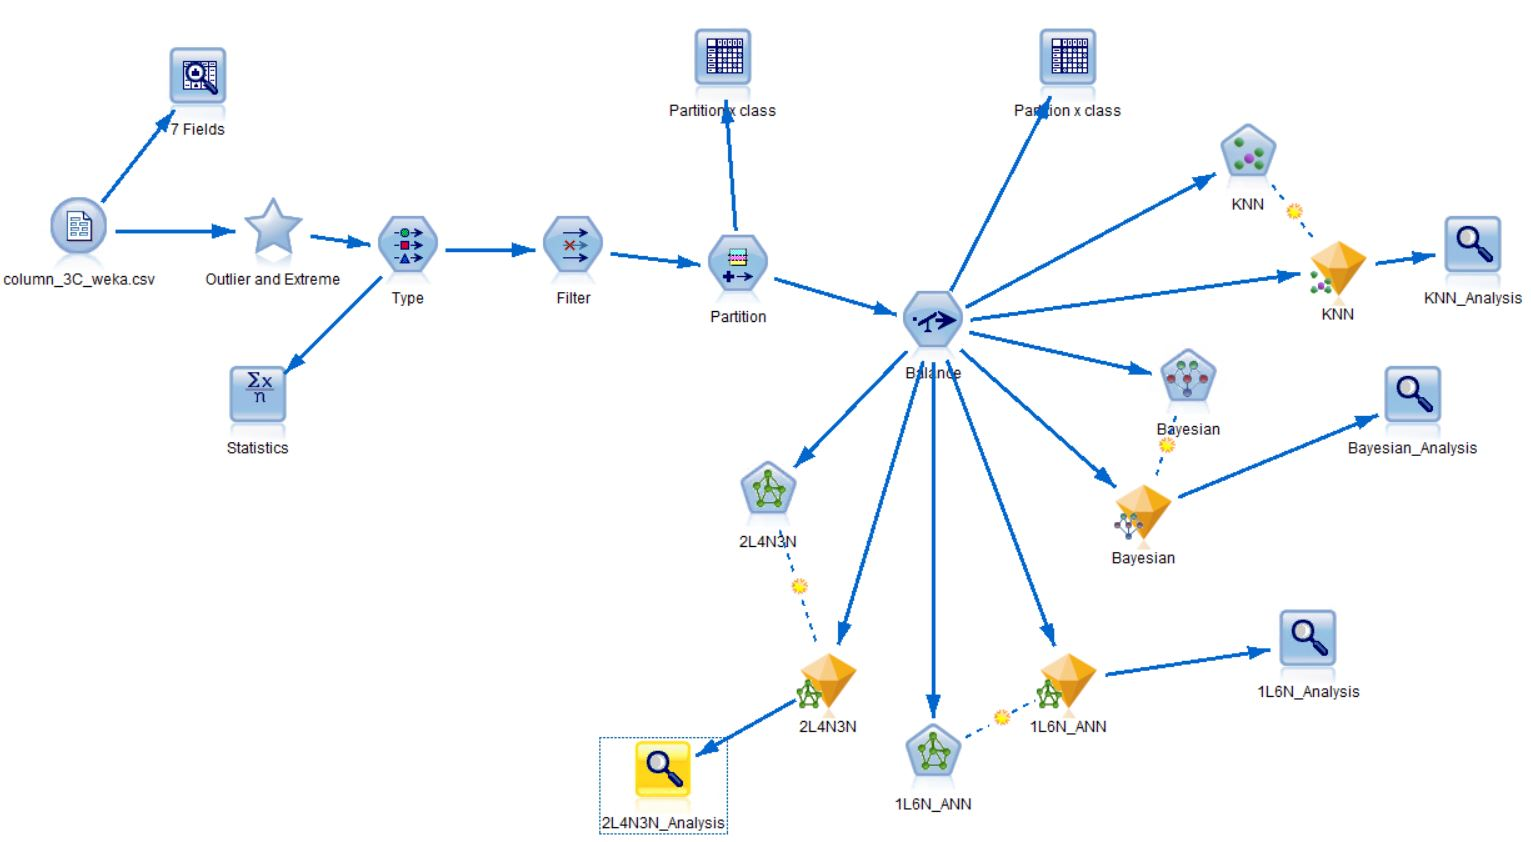 Partition x class
Partition x class
7 Fields
KNN
column_3C_weka.csv
Outlier and Extreme
Type
Filter
Partition
KNN
KNN_Analysis
Σx
n
Statistics
Balance
Bayesian
Bayesian_Analysis
2L4N3N
Bayesian
2L4N3N
1L6N_ANN
1L6N_Analysis
1L6N_ANN
2L4N3N_Analysis